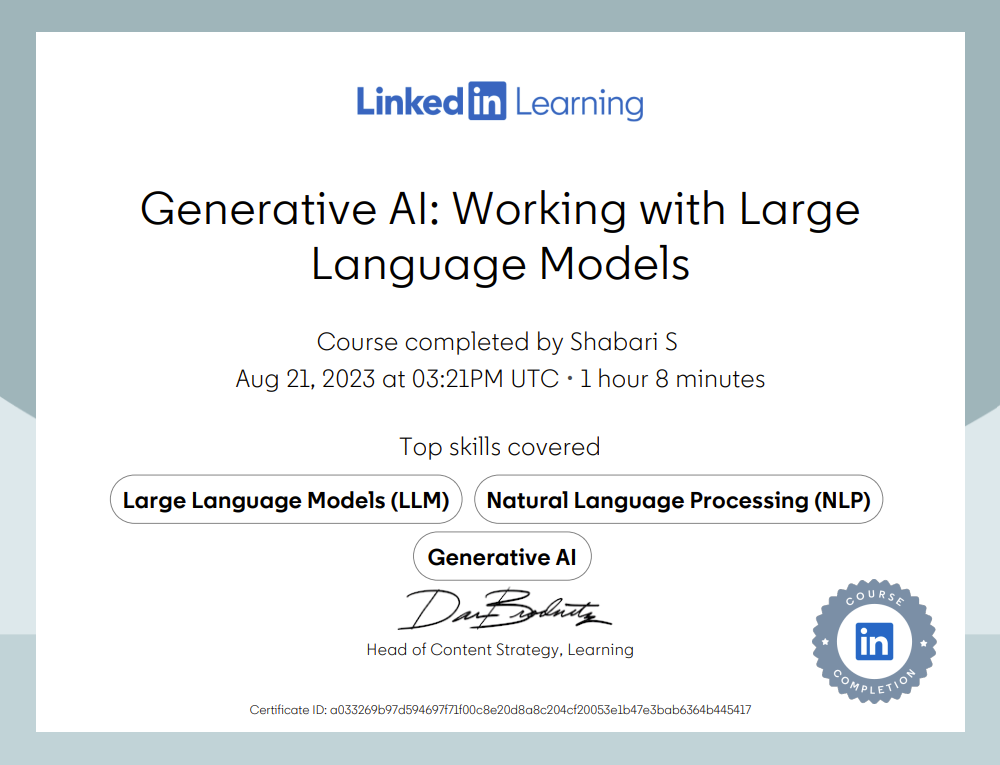 LinkedIn Learning
Generative AI: Working with Large
Language Models
Course completed by Shabari S
Aug 21, 2023 at 03:21PM UTC • 1 hour 8 minutes
Top skills covered
Large Language Models (LLM) Natural Language Processing (NLP)
Generative AI
Dan Brodnitz
Head of Content Strategy, Learning
COURSE
in
COMPLETION
Certificate ID: a033269b97d594697f71f00c8e20d8a8c204cf20053e1b47e3bab6364b445417